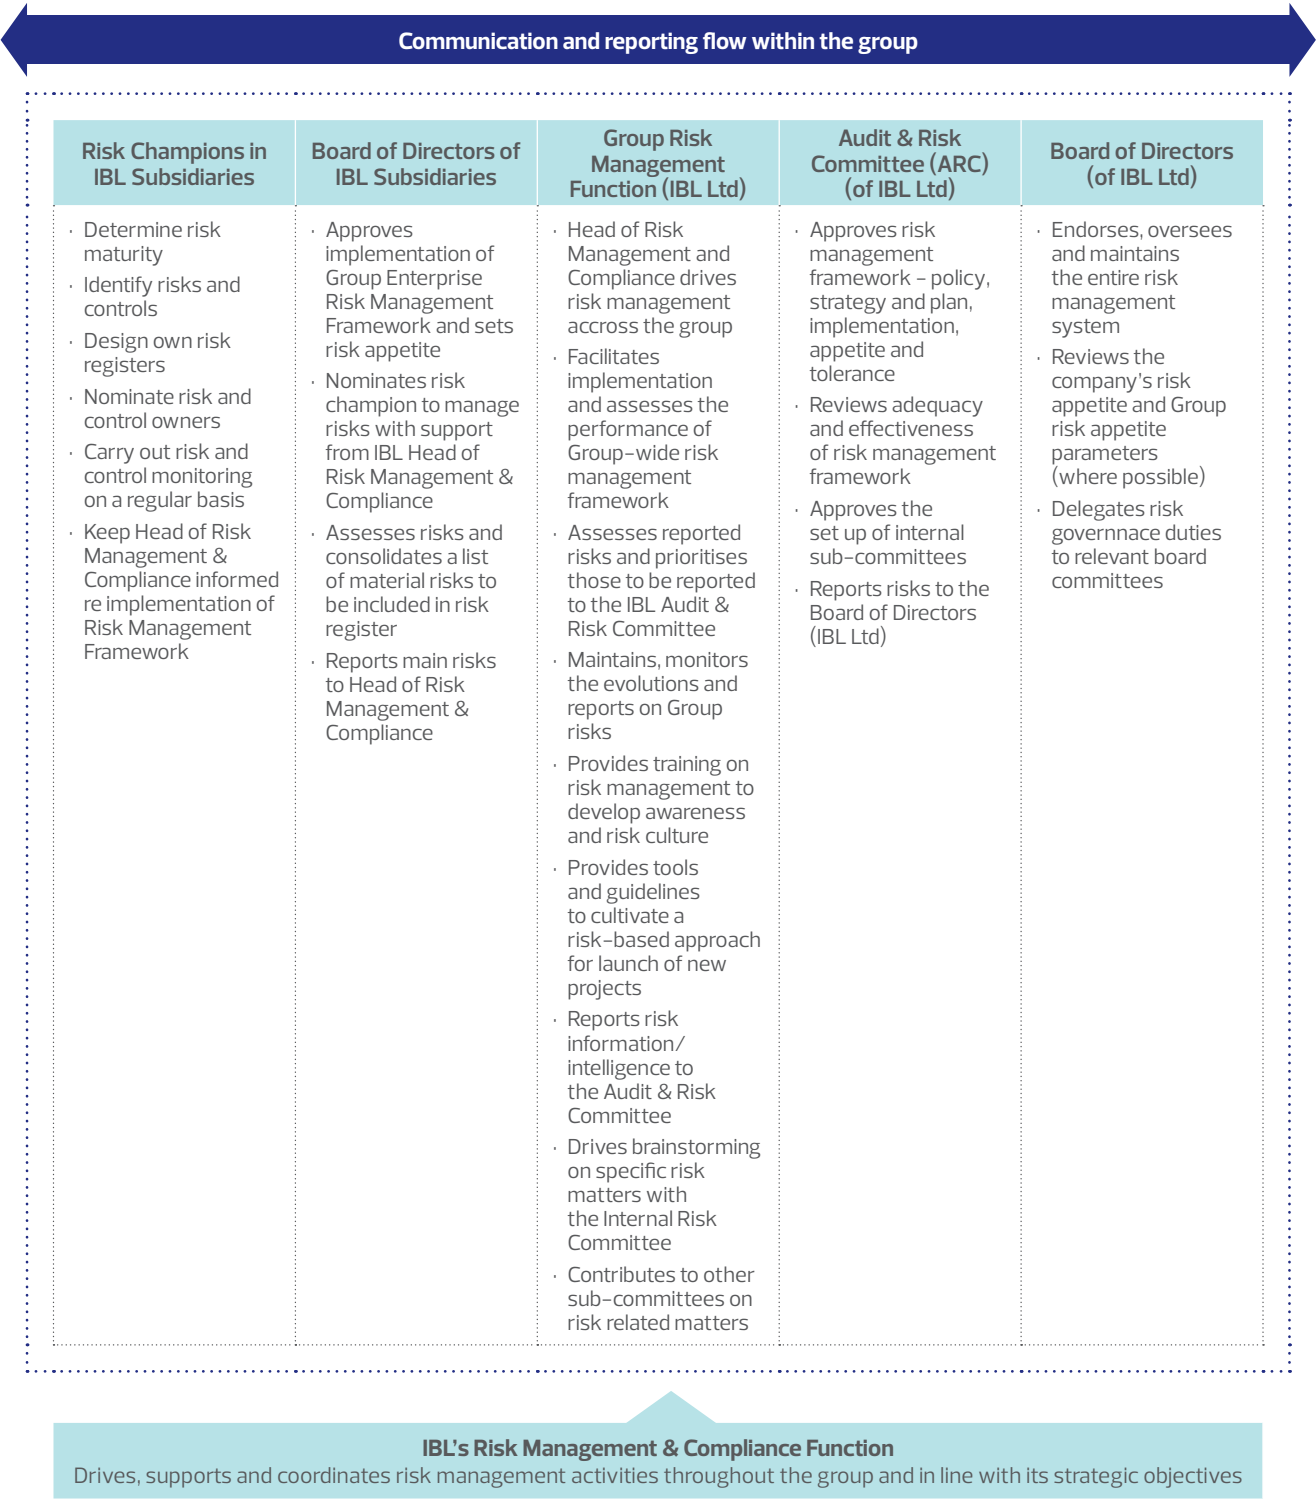 Communication and reporting flow within the group
Risk Champions in
IBL Subsidiaries
Board of Directors of
IBL Subsidiaries
Group Risk
Management
Function (IBL Ltd)
Audit & Risk
Committee (ARC)
(of IBL Ltd)
Board of Directors
(of IBL Ltd)
· Determine risk
maturity
· Identify risks and
controls
· Design own risk
registers
· Nominate risk and
control owners
· Carry out risk and
control monitoring
on a regular basis
· Keep Head of Risk
Management &
Compliance informed
re implementation of
Risk Management
Framework
· Approves
implementation of
Group Enterprise
Risk Management
Framework and sets
risk appetite
· Nominates risk
champion to manage
risks with support
from IBL Head of
Risk Management &
Compliance
· Assesses risks and
consolidates a list
of material risks to
be included in risk
register
· Reports main risks
to Head of Risk
Management &
Compliance
· Head of Risk
Management and
Compliance drives
risk management
accross the group
· Facilitates
implementation
and assesses the
performance of
Group-wide risk
management
framework
· Assesses reported
risks and prioritises
those to be reported
to the IBL Audit &
Risk Committee
· Maintains, monitors
the evolutions and
reports on Group
risks
· Provides training on
risk management to
develop awareness
and risk culture
· Provides tools
and guidelines
to cultivate a
risk-based approach
for launch of new
projects
· Reports risk
information/
intelligence to
the Audit & Risk
Committee
· Drives brainstorming
on specific risk
matters with
the Internal Risk
Committee
· Contributes to other
sub-committees on
risk related matters
· Approves risk
management
framework - policy,
strategy and plan,
implementation,
appetite and
tolerance
· Reviews adequacy
and effectiveness
of risk management
framework
· Approves the
set up of internal
sub-committees
· Reports risks to the
Board of Directors
(IBL Ltd)
· Endorses, oversees
and maintains
the entire risk
management
system
· Reviews the
company's risk
appetite and Group
risk appetite
parameters
(where possible)
· Delegates risk
governnace duties
to relevant board
committees
IBL's Risk Management & Compliance Function
Drives, supports and coordinates risk management activities throughout the group and in line with its strategic objectives